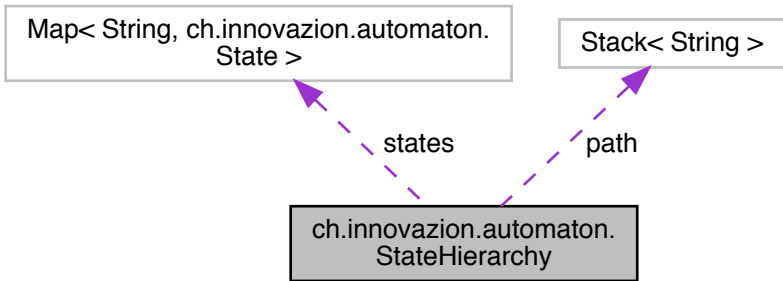 Map< String, ch.innovazion.automaton.
State >
Stack< String >
states
path
ch.innovazion.automaton.
StateHierarchy